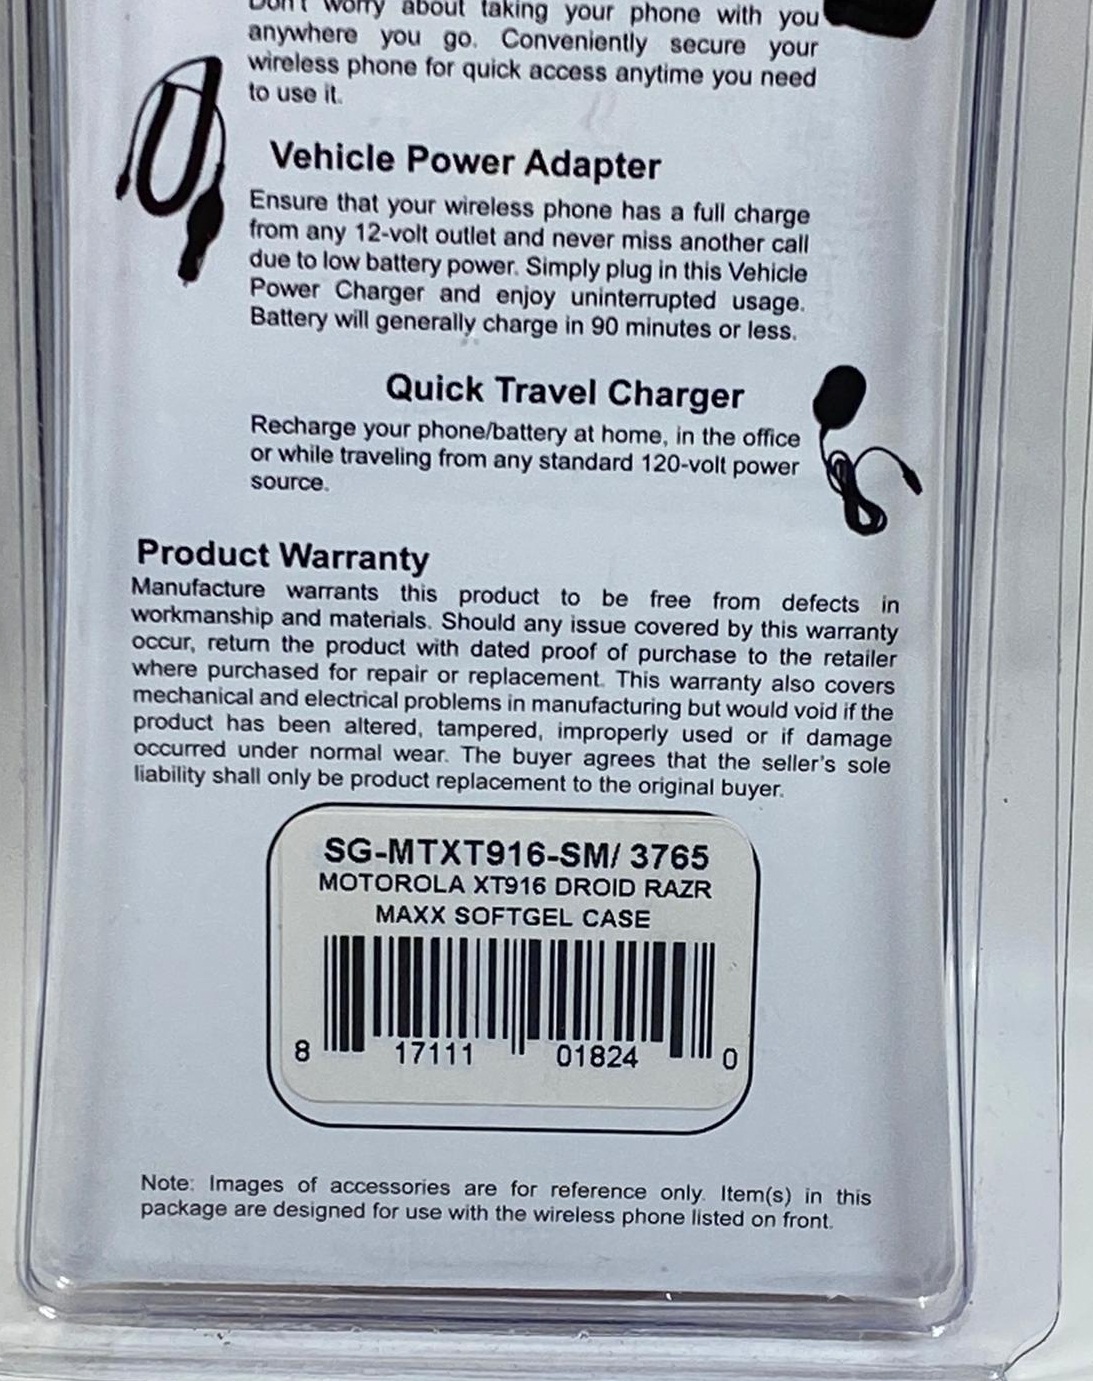 Don't worry about taking your phone with you
anywhere you go. Conveniently secure your
wireless phone for quick access anytime you need
to use it.
Vehicle Power Adapter
Ensure that your wireless phone has a full charge
from any 12-volt outlet and never miss another call
due to low battery power. Simply plug in this Vehicle
Power Charger and enjoy uninterrupted usage.
Battery will generally charge in 90 minutes or less.
Quick Travel Charger
Recharge your phone/battery at home, in the office
or while traveling from any standard 120-volt power
source.
Product Warranty
Manufacture warrants this product to be free from defects in
workmanship and materials. Should any issue covered by this warranty
occur, return the product with dated proof of purchase to the retailer
where purchased for repair or replacement. This warranty also covers
mechanical and electrical problems in manufacturing but would void if the
product has been altered, tampered, improperly used or if damage
occurred under normal wear. The buyer agrees that the seller's sole
liability shall only be product replacement to the original buyer.
SG-MTXT916-SM/ 3765
MOTOROLA XT916 DROID RAZR
MAXX SOFTGEL CASE
8 17111 01824 0
Note: Images of accessories are for reference only. Item(s) in this
package are designed for use with the wireless phone listed on front.